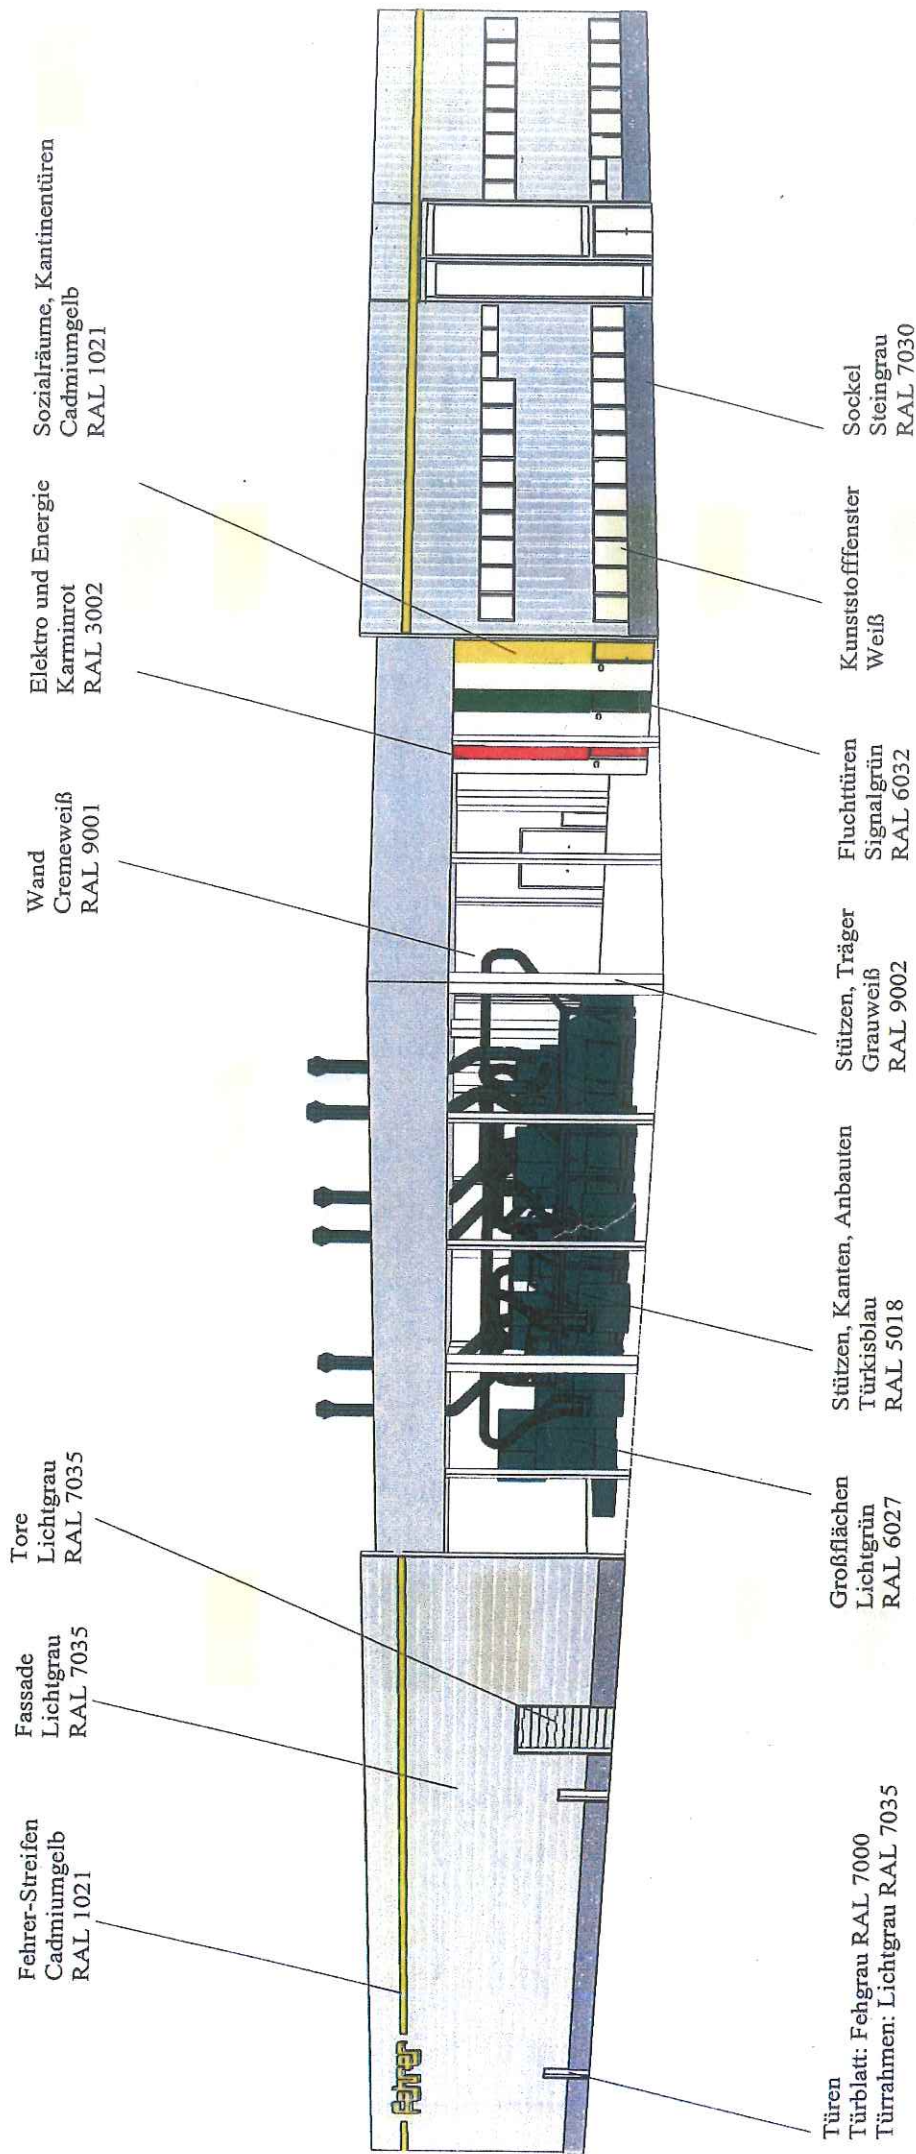 Fehrer-Streifen
Cadmiumgelb
RAL 1021
Fassade
Lichtgrau
RAL 7035
Tore
Lichtgrau
RAL 7035
Wand
Cremeweiß
RAL 9001
Elektro und Energie
Karminrot
RAL 3002
Sozialräume, Kantinentüren
Cadmiumgelb
RAL 1021
fehrer
Türen
Türblatt: Fehgrau RAL 7000
Türrahmen: Lichtgrau RAL 7035
Großflächen
Lichtgrün
RAL 6027
Stützen, Kanten, Anbauten
Türkisblau
RAL 5018
Stützen, Träger
Grauweiß
RAL 9002
Fluchttüren
Signalgrün
RAL 6032
Kunststofffenster
Weiß
Sockel
Steingrau
RAL 7030